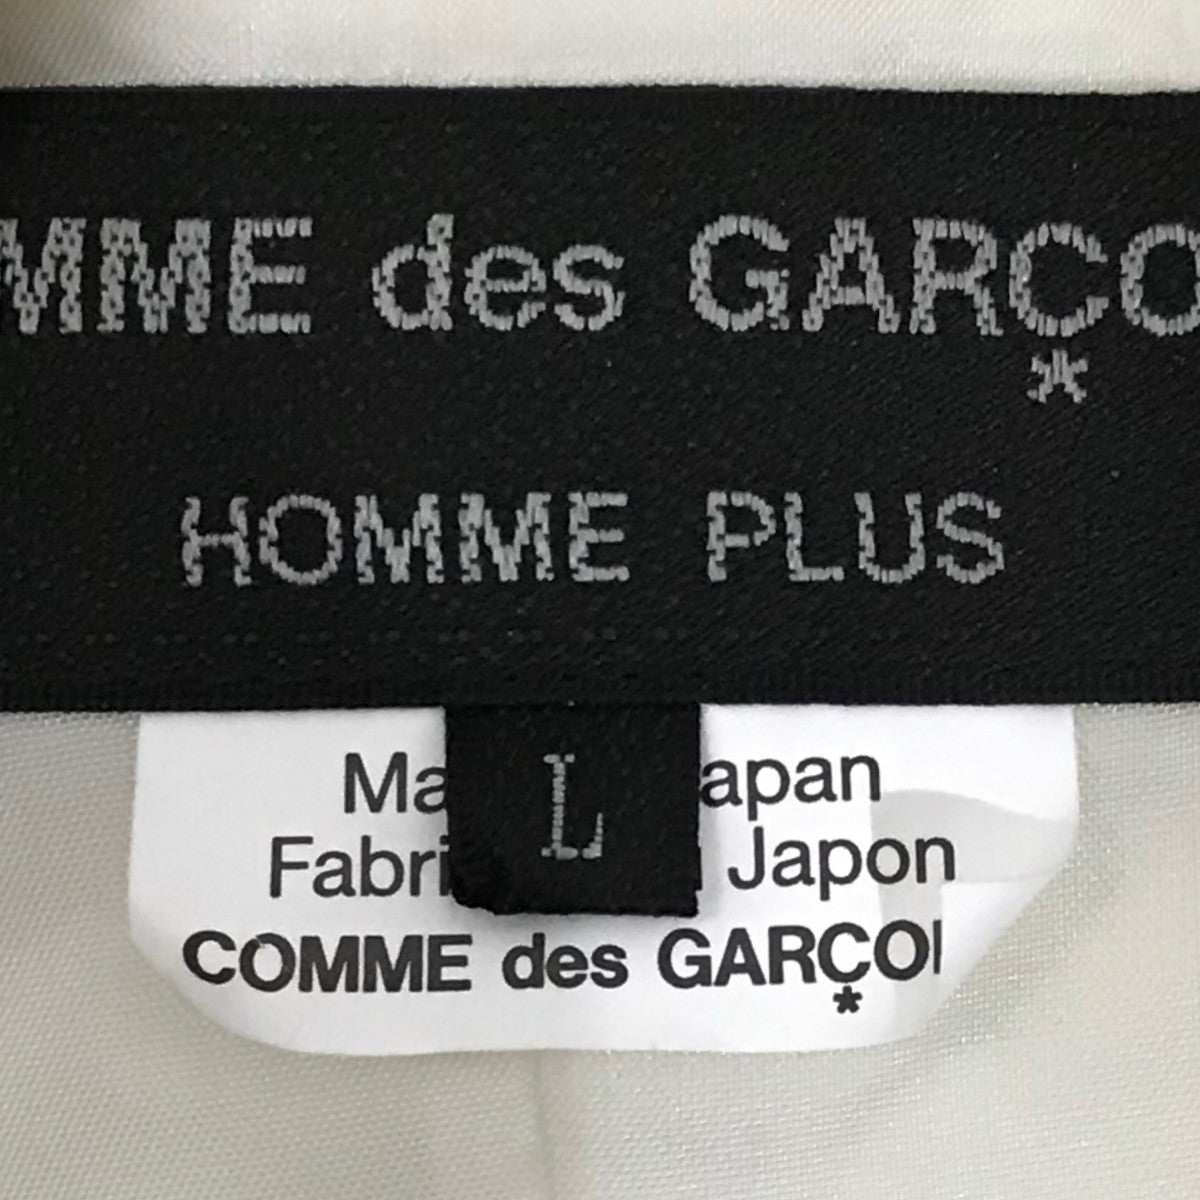 MME des GARÇO
*
HOMME PLUS
L
Ma apan
Fabri Japon
COMME des GARÇO
*